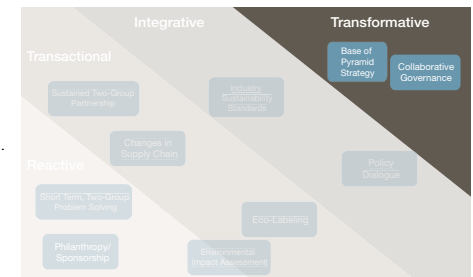 Integrative
Transformative
Transactional
Base of
Pyramid
Strategy
Collaborative
Governance
Sustained Two-Group
Partnership
Industry
Sustainability
Standards
Changes in
Supply Chain
Reactive
Policy
Dialogue
Short Term, Two-Group
Problem Solving
Eco-Labeling
Philanthropy/
Sponsorship
Environmental
Impact Assessment